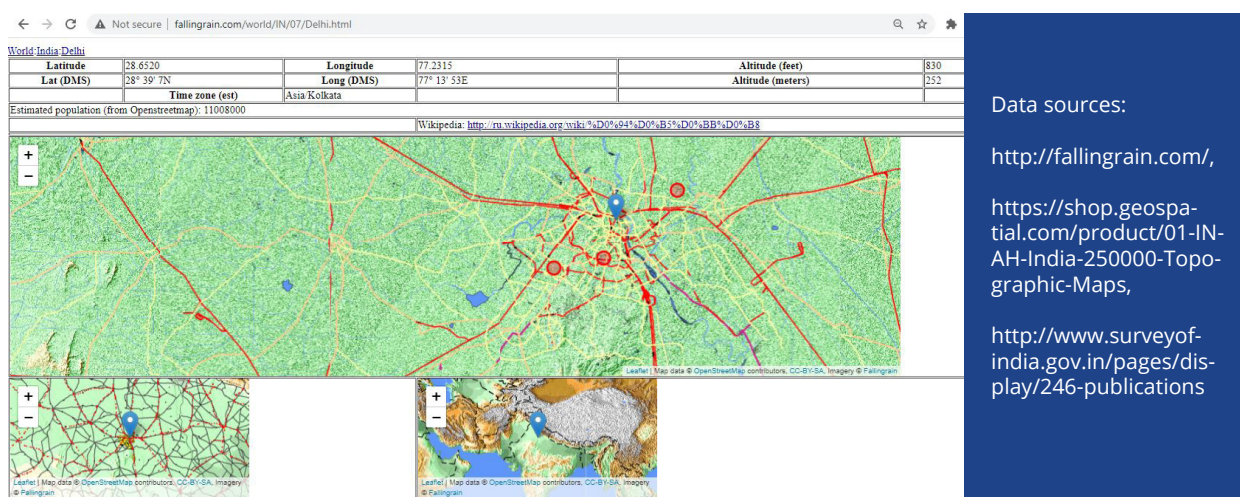 Not secure | fallingrain.com/world/IN/07/Delhi.html
World:India:Delhi
Latitude 28.6520 Longitude 77.2315 Altitude (feet) 830
Lat (DMS) 28° 39' 7N Long (DMS) 77° 13' 53E Altitude (meters) 252
Time zone (est) Asia/Kolkata
Estimated population (from Openstreetmap): 11008000
Wikipedia: http://ru.wikipedia.org/wiki/%D0%94%D0%B5%D0%BB%D0%B8
+
−
Leaflet | Map data © OpenStreetMap contributors, CC-BY-SA, Imagery © Fallingrain
+
−
Leaflet | Map data © OpenStreetMap contributors, CC-BY-SA, Imagery
© Fallingrain
+
−
Leaflet | Map data © OpenStreetMap contributors, CC-BY-SA, Imagery
© Fallingrain
Data sources:
http://fallingrain.com/,
https://shop.geospa-
tial.com/product/01-IN-
AH-India-250000-Topo-
graphic-Maps,
http://www.surveyof-
india.gov.in/pages/dis-
play/246-publications